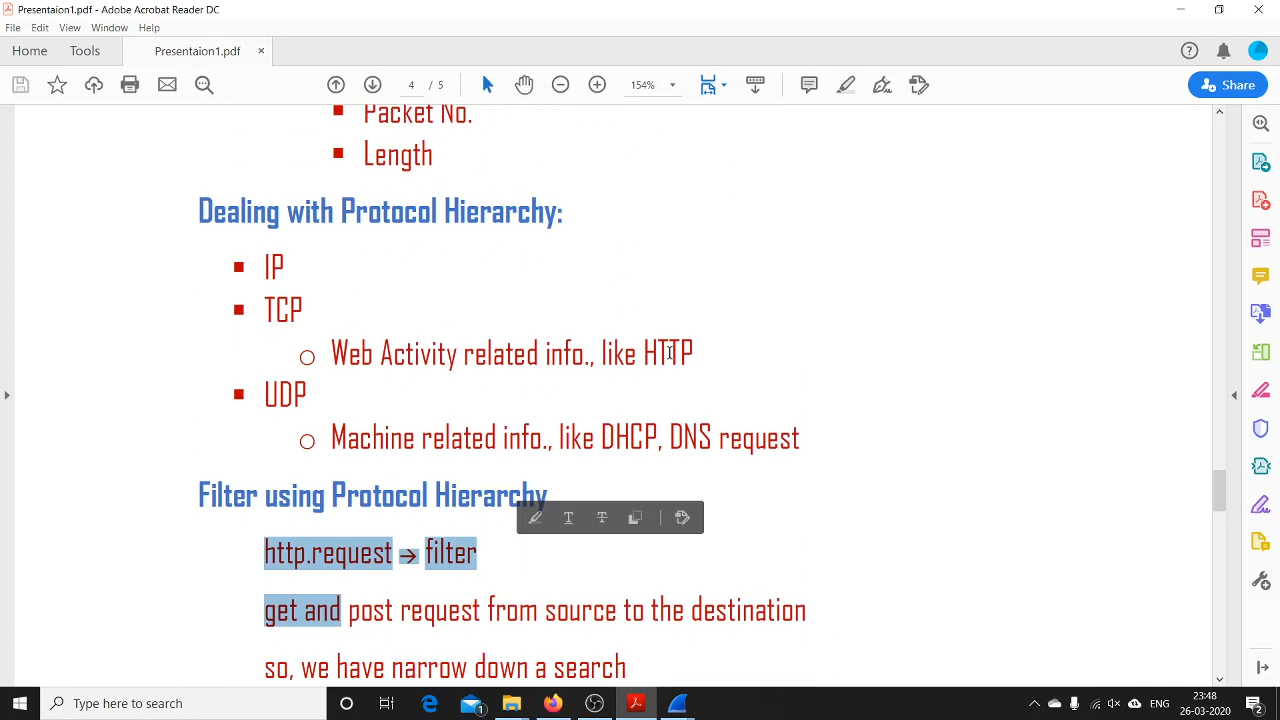 Presentaion1.pdf - Adobe Acrobat Reader DC
File Edit View Window Help
Home Tools Presentaion1.pdf ×
4 / 5 154% Share
Packet No.
Length
Dealing with Protocol Hierarchy:
IP
TCP
Web Activity related info., like HTTP
UDP
Machine related info., like DHCP, DNS request
Filter using Protocol Hierarchy
http.request → filter
get and post request from source to the destination
so, we have narrow down a search
Type here to search
1
ENG
23:48
26-03-2020
2